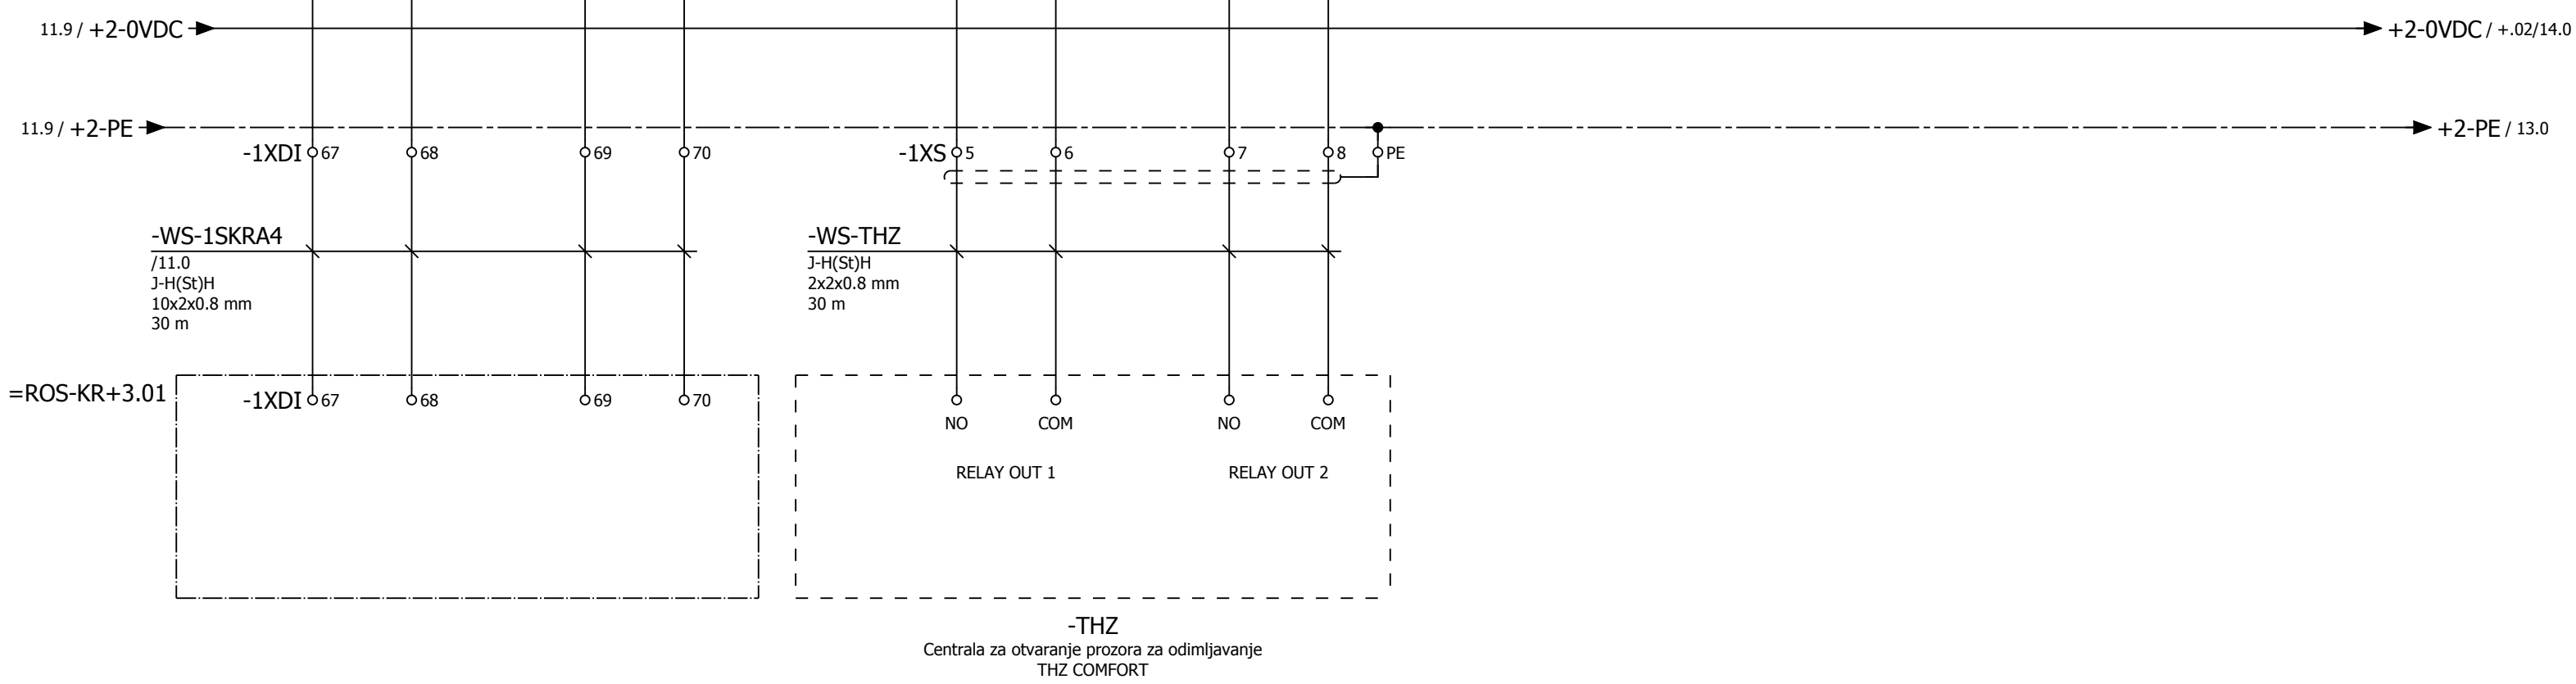 11.9 / +2-0VDC
+2-0VDC / +.02/14.0
11.9 / +2-PE
+2-PE / 13.0
-1XDI 67 68 69 70
-1XS 5 6 7 8 PE
-WS-1SKRA4
/11.0
J-H(St)H
10x2x0.8 mm
30 m
-WS-THZ
J-H(St)H
2x2x0.8 mm
30 m
=ROS-KR+3.01
-1XDI 67 68 69 70
NO COM NO COM
RELAY OUT 1 RELAY OUT 2
-THZ
Centrala za otvaranje prozora za odimljavanje
THZ COMFORT